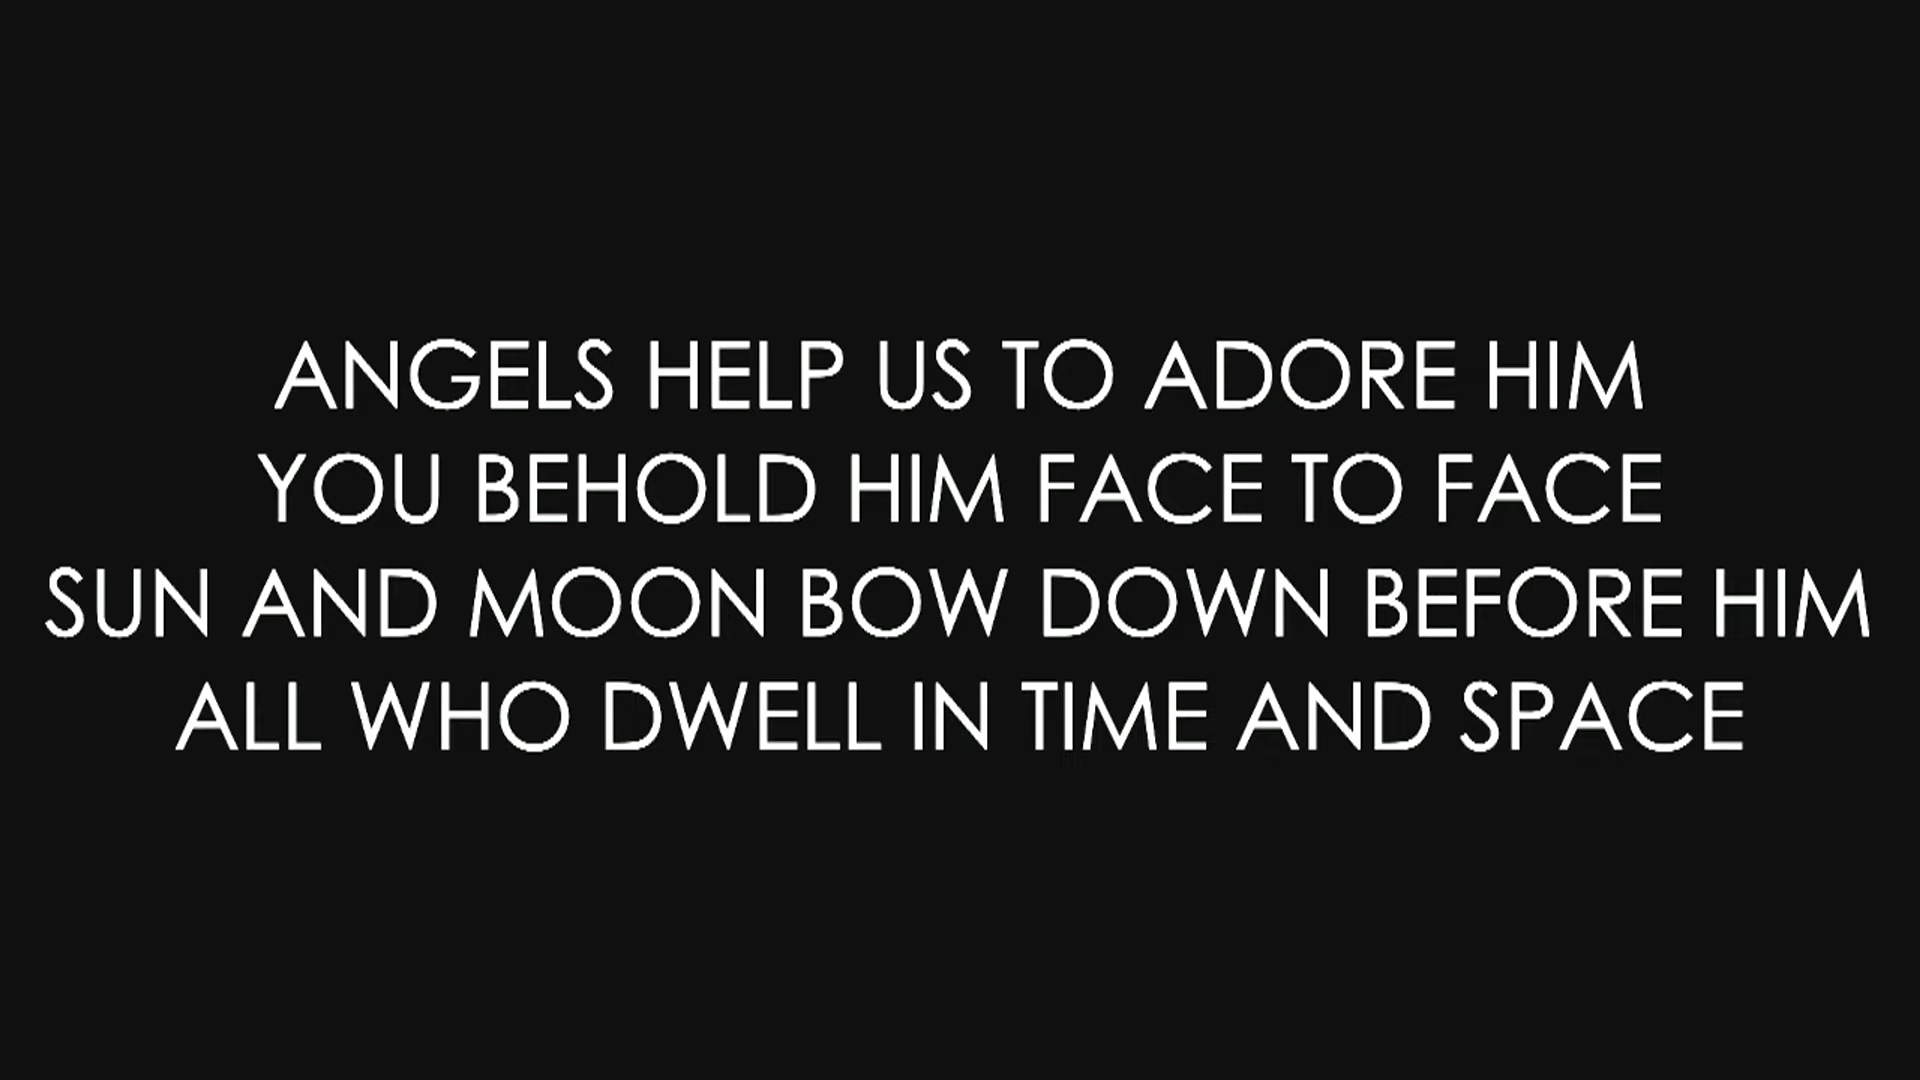 ANGELS HELP US TO ADORE HIM
YOU BEHOLD HIM FACE TO FACE
SUN AND MOON BOW DOWN BEFORE HIM
ALL WHO DWELL IN TIME AND SPACE